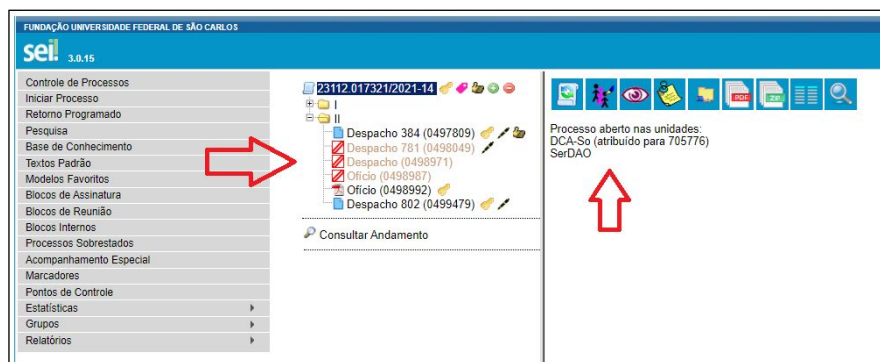 FUNDAÇÃO UNIVERSIDADE FEDERAL DE SÃO CARLOS
sei! 3.0.15
Controle de Processos
Iniciar Processo
Retorno Programado
Pesquisa
Base de Conhecimento
Textos Padrão
Modelos Favoritos
Blocos de Assinatura
Blocos de Reunião
Blocos Internos
Processos Sobrestados
Acompanhamento Especial
Marcadores
Pontos de Controle
Estatísticas
Grupos
Relatórios
23112.017321/2021-14
I
II
Despacho 384 (0497809)
Despacho 781 (0498049)
Despacho (0498971)
Ofício (0498987)
Ofício (0498992)
Despacho 802 (0499479)
Consultar Andamento
PDF
ZIP
Processo aberto nas unidades:
DCA-So (atribuído para 705776)
SerDAO